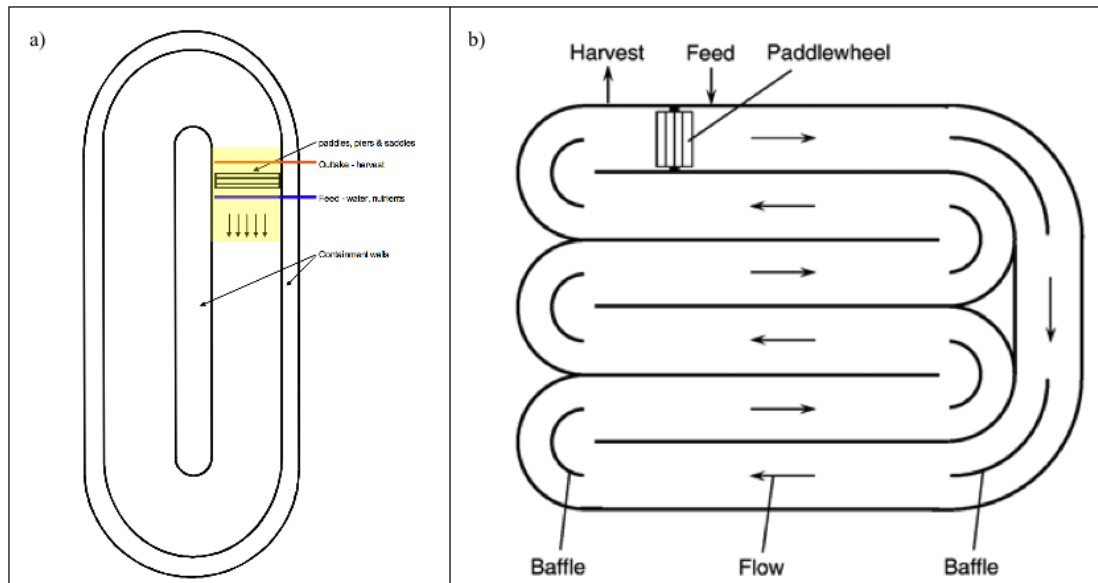 a)
paddles, piers & saddles
Outtake - harvest
Feed - water, nutrients
Containment walls
b)
Harvest
Feed
Paddlewheel
Baffle
Flow
Baffle